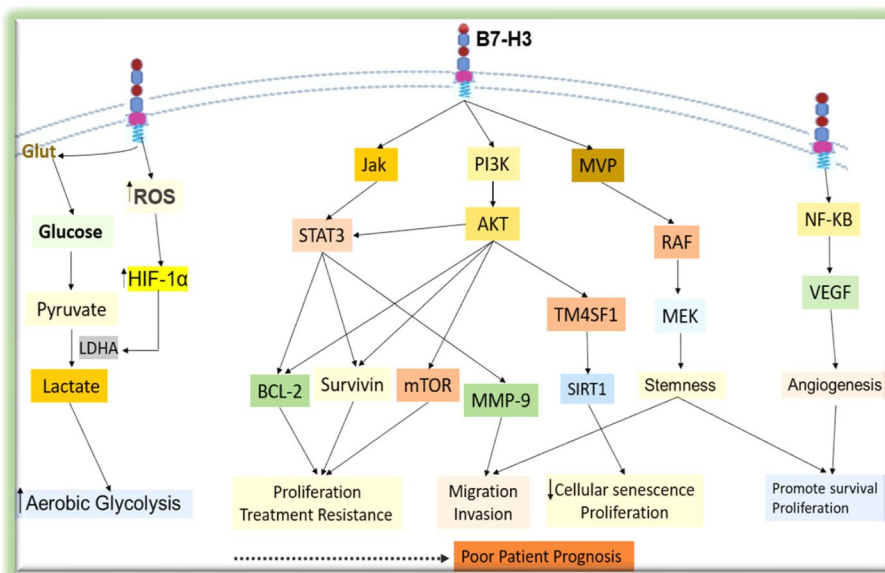 B7-H3
Glut
ROS
Glucose
HIF-1α
Pyruvate
LDHA
Lactate
Aerobic Glycolysis
Jak
PI3K
MVP
STAT3
AKT
RAF
TM4SF1
MEK
BCL-2
Survivin
mTOR
MMP-9
SIRT1
Stemness
NF-KB
VEGF
Angiogenesis
Proliferation
Treatment Resistance
Migration
Invasion
Cellular senescence
Proliferation
Promote survival
Proliferation
Poor Patient Prognosis